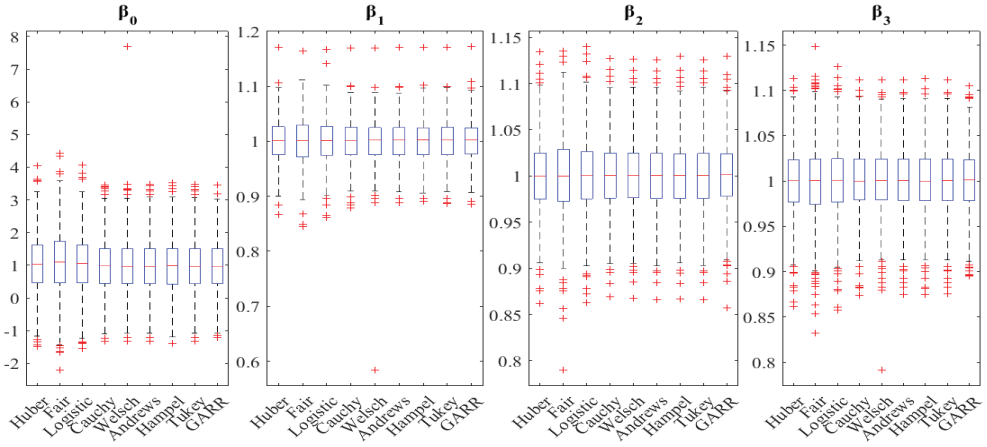 β0
8
7
6
5
4
3
2
1
0
-1
-2
Huber
Fair
Logistic
Cauchy
Welsch
Andrews
Hampel
Tukey
GARR
β1
1.2
1.1
1
0.9
0.8
0.7
0.6
Huber
Fair
Logistic
Cauchy
Welsch
Andrews
Hampel
Tukey
GARR
β2
1.15
1.1
1.05
1
0.95
0.9
0.85
0.8
Huber
Fair
Logistic
Cauchy
Welsch
Andrews
Hampel
Tukey
GARR
β3
1.15
1.1
1.05
1
0.95
0.9
0.85
0.8
Huber
Fair
Logistic
Cauchy
Welsch
Andrews
Hampel
Tukey
GARR